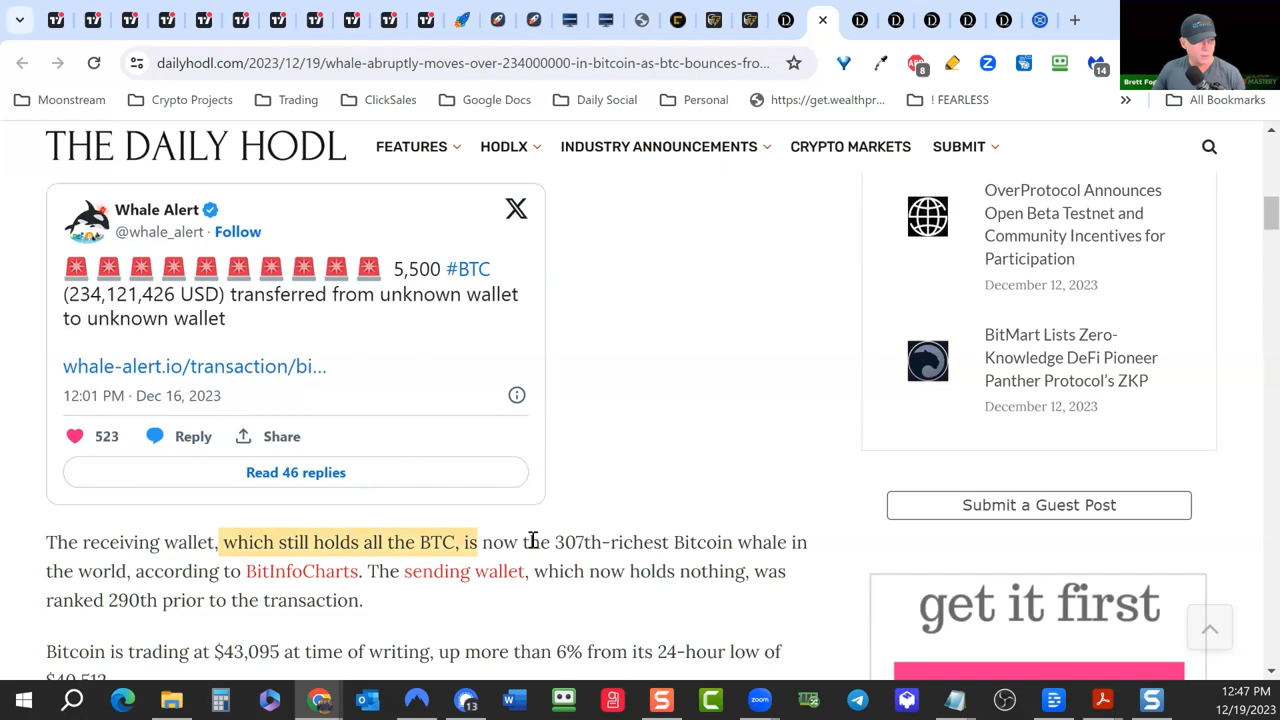 dailyhodl.com/2023/12/19/whale-abruptly-moves-over-234000000-in-bitcoin-as-btc-bounces-fro...
8
14
Moonstream
Crypto Projects
Trading
ClickSales
Google Docs
Daily Social
Personal
https://get.wealthpr...
! FEARLESS
»
All Bookmarks
THE DAILY HODL
FEATURES
HODLX
INDUSTRY ANNOUNCEMENTS
CRYPTO MARKETS
SUBMIT
Whale Alert
@whale_alert · Follow
🚨 🚨 🚨 🚨 🚨 🚨 🚨 🚨 🚨 🚨 5,500 #BTC
(234,121,426 USD) transferred from unknown wallet
to unknown wallet
whale-alert.io/transaction/bi...
12:01 PM · Dec 16, 2023
523
Reply
Share
Read 46 replies
The receiving wallet, which still holds all the BTC, is now the 307th-richest Bitcoin whale in
the world, according to BitInfoCharts. The sending wallet, which now holds nothing, was
ranked 290th prior to the transaction.
Bitcoin is trading at $43,095 at time of writing, up more than 6% from its 24-hour low of
$40,513
OverProtocol Announces
Open Beta Testnet and
Community Incentives for
Participation
December 12, 2023
BitMart Lists Zero-
Knowledge DeFi Pioneer
Panther Protocol's ZKP
December 12, 2023
Submit a Guest Post
get it first
Brett
MASTERY
13
12:47 PM
12/19/2023